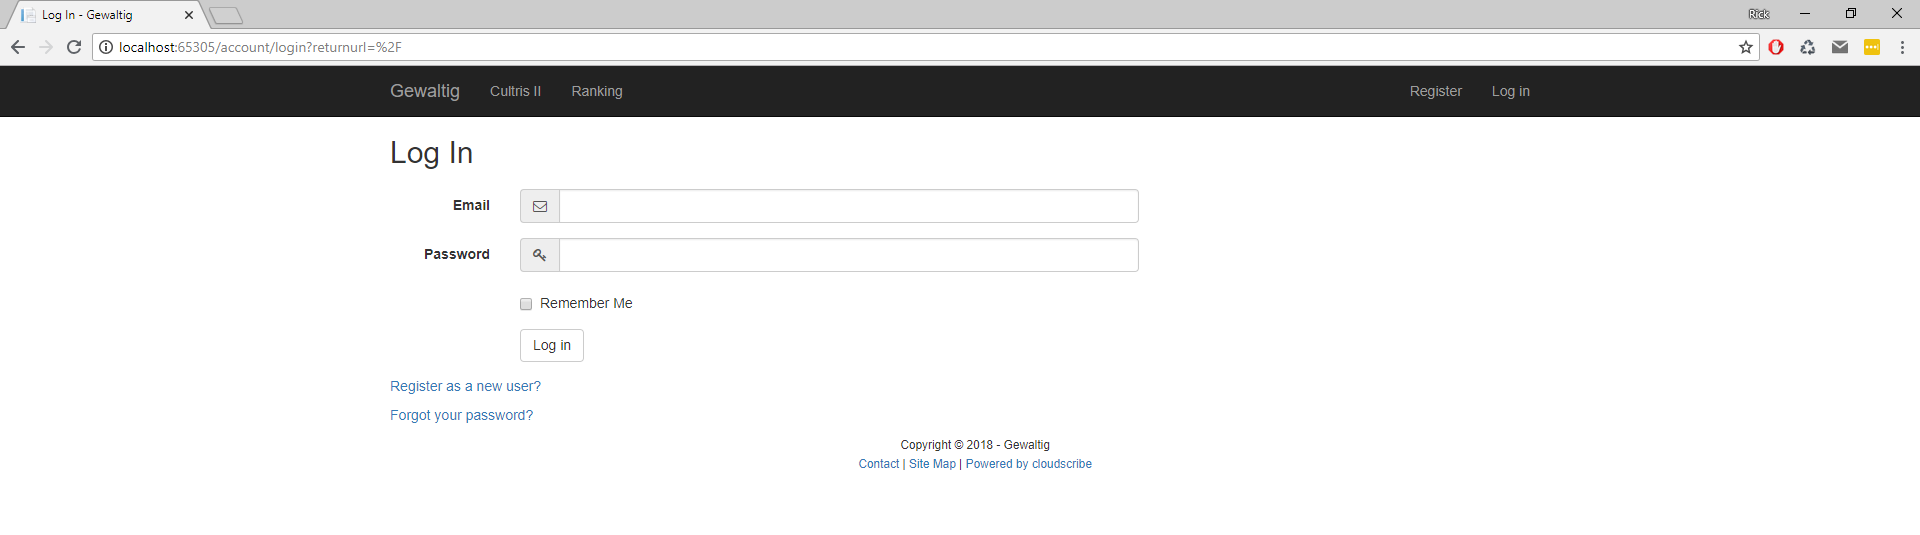 Log In - Gewaltig
Rick
localhost:65305/account/login?returnurl=%2F
Gewaltig Cultris II Ranking Register Log in
Log In
Email
Password
Remember Me
Log in
Register as a new user?
Forgot your password?
Copyright © 2018 - Gewaltig
Contact | Site Map | Powered by cloudscribe